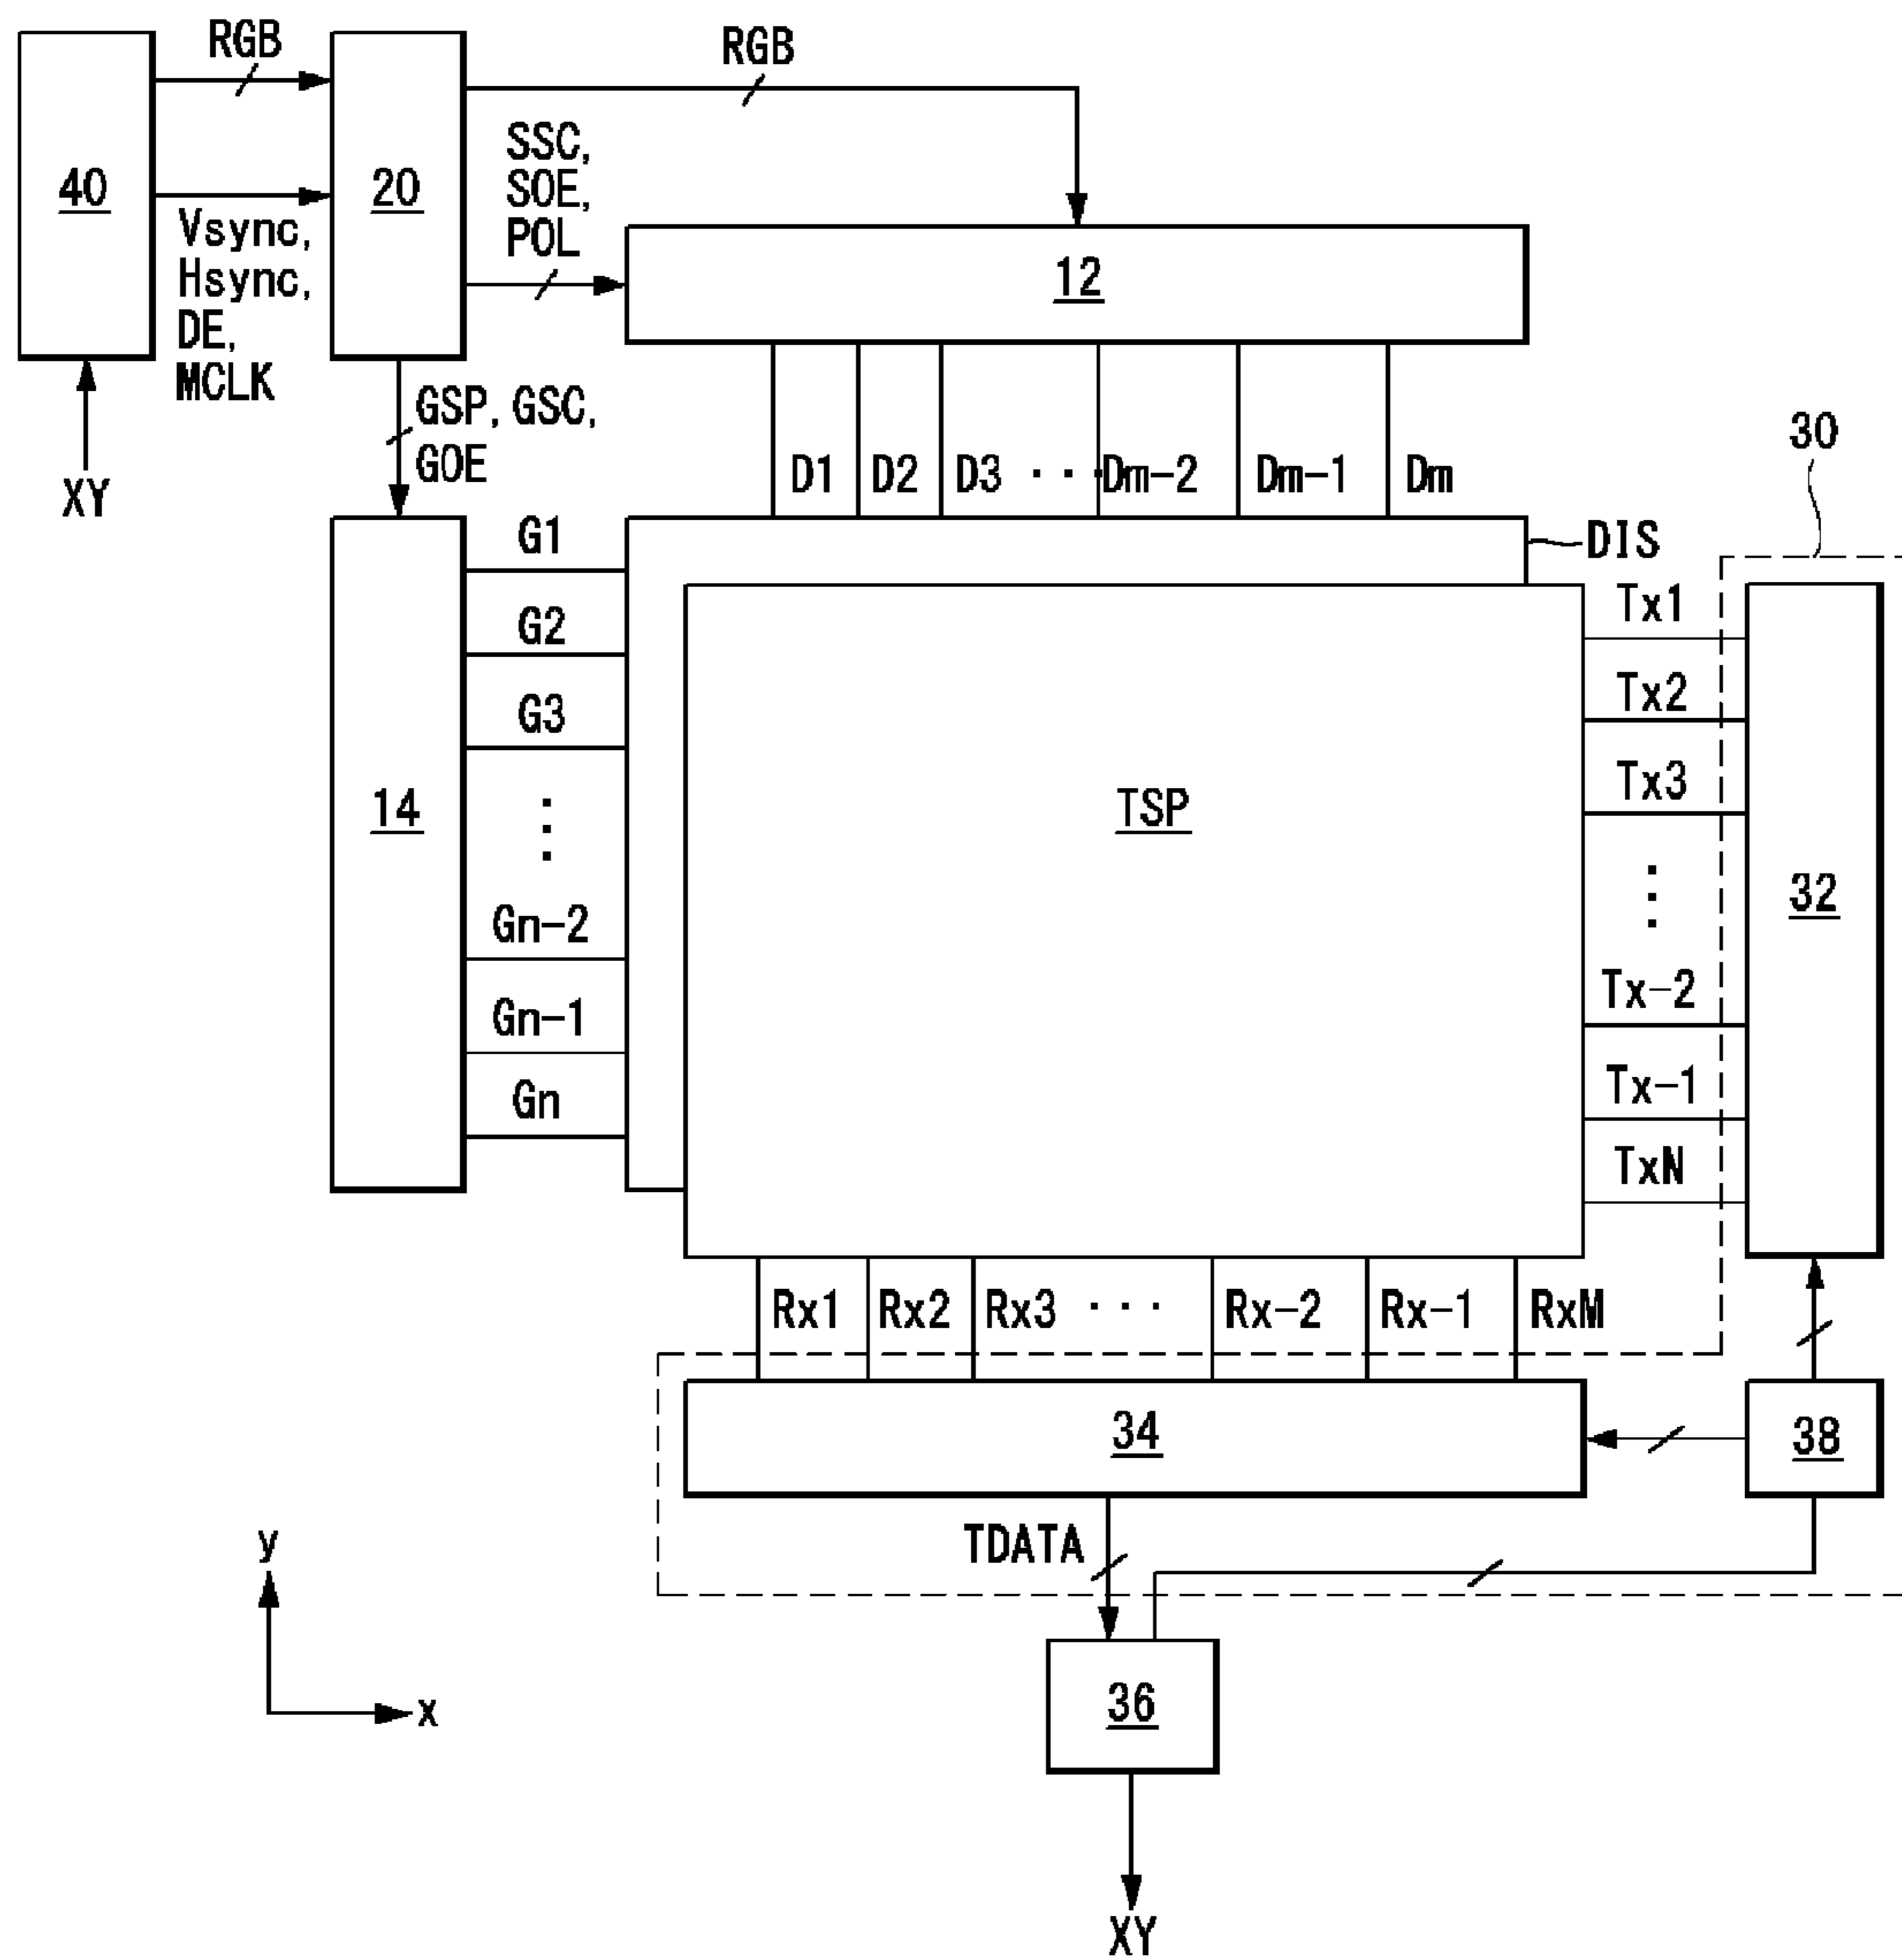 RGB
RGB
40
20
SSC,
SOE,
POL
Vsync,
Hsync,
DE,
MCLK
12
XY
GSP, GSC,
GOE
D1 D2 D3 ··· Dm-2 Dm-1 Dm
30
DIS
G1
G2
G3
⋮
Gn-2
Gn-1
Gn
14
TSP
Tx1
Tx2
Tx3
⋮
Tx-2
Tx-1
TxN
32
Rx1 Rx2 Rx3 ··· Rx-2 Rx-1 RxM
34
38
TDATA
y
x
36
XY